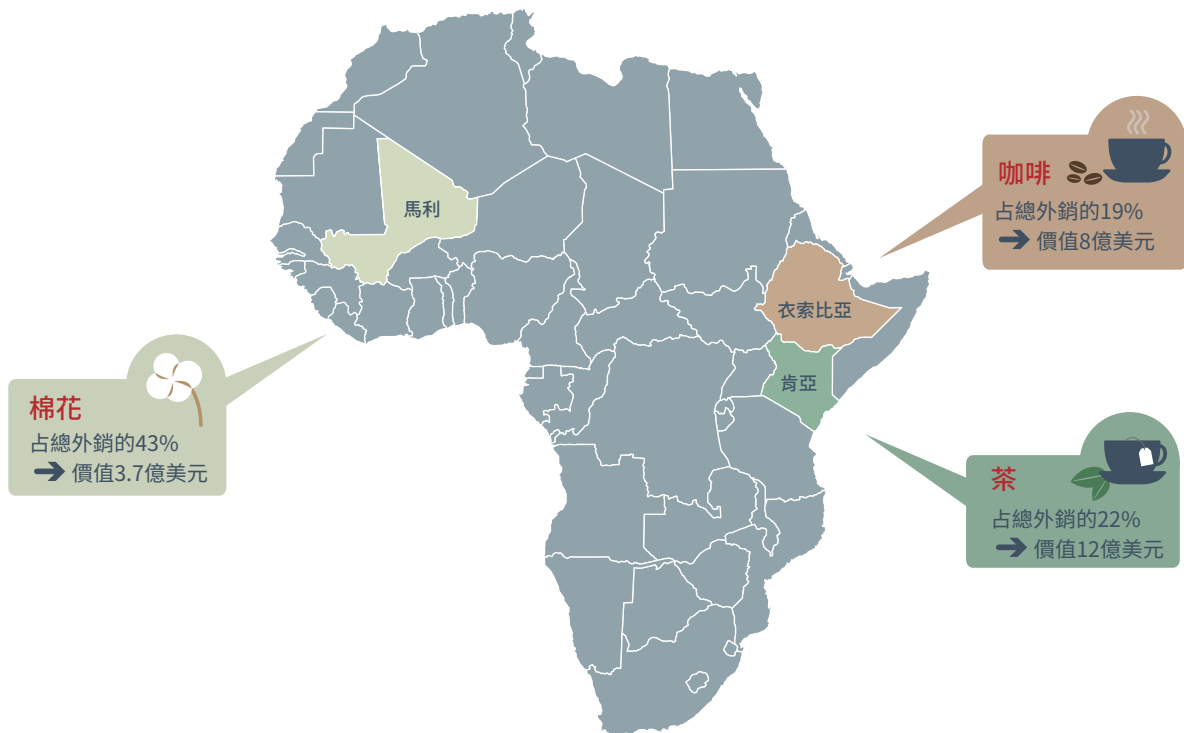 馬利
衣索比亞
肯亞
咖啡
占總外銷的19%
價值8億美元
棉花
占總外銷的43%
價值3.7億美元
茶
占總外銷的22%
價值12億美元